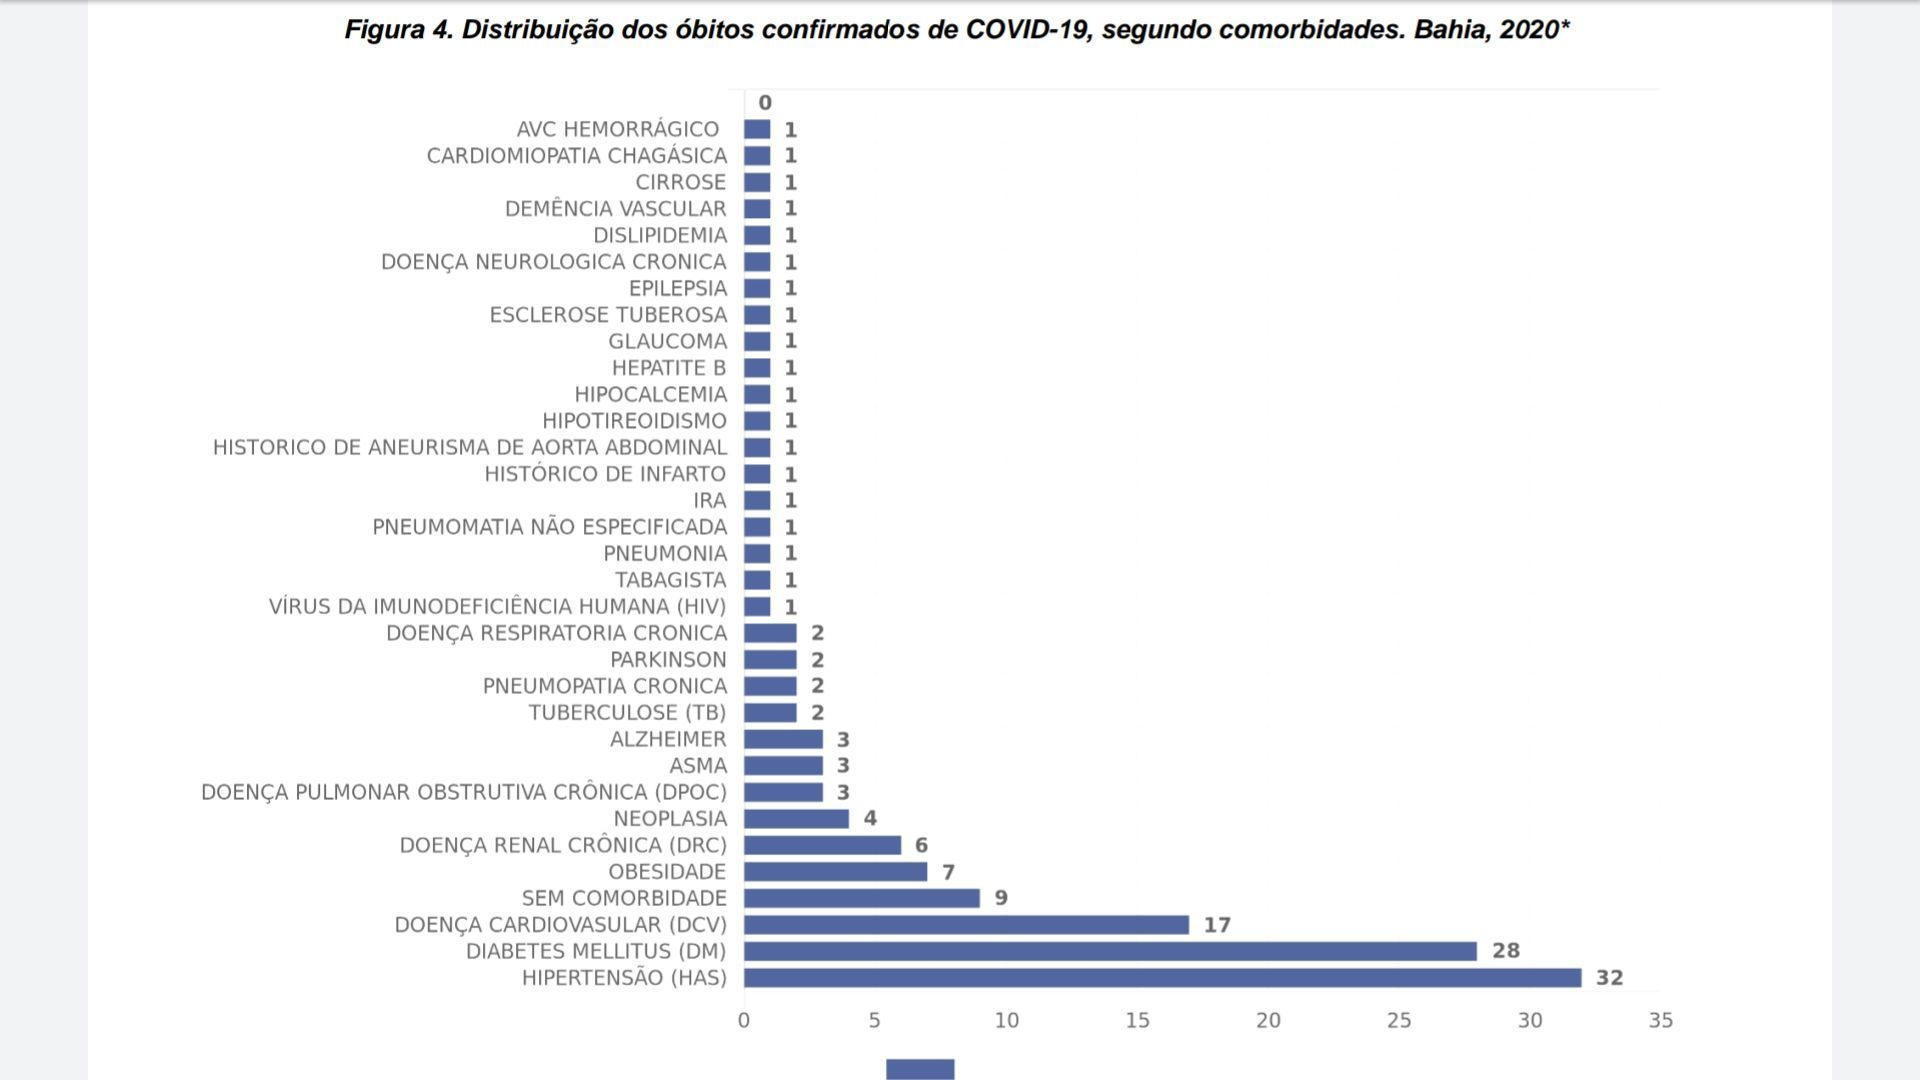 Figura 4. Distribuição dos óbitos confirmados de COVID-19, segundo comorbidades. Bahia, 2020*
0
AVC HEMORRÁGICO 1
CARDIOMIOPATIA CHAGÁSICA 1
CIRROSE 1
DEMÊNCIA VASCULAR 1
DISLIPIDEMIA 1
DOENÇA NEUROLOGICA CRONICA 1
EPILEPSIA 1
ESCLEROSE TUBEROSA 1
GLAUCOMA 1
HEPATITE B 1
HIPOCALCEMIA 1
HIPOTIREOIDISMO 1
HISTORICO DE ANEURISMA DE AORTA ABDOMINAL 1
HISTÓRICO DE INFARTO 1
IRA 1
PNEUMOMATIA NÃO ESPECIFICADA 1
PNEUMONIA 1
TABAGISTA 1
VÍRUS DA IMUNODEFICIÊNCIA HUMANA (HIV) 1
DOENÇA RESPIRATORIA CRONICA 2
PARKINSON 2
PNEUMOPATIA CRONICA 2
TUBERCULOSE (TB) 2
ALZHEIMER 3
ASMA 3
DOENÇA PULMONAR OBSTRUTIVA CRÔNICA (DPOC) 3
NEOPLASIA 4
DOENÇA RENAL CRÔNICA (DRC) 6
OBESIDADE 7
SEM COMORBIDADE 9
DOENÇA CARDIOVASULAR (DCV) 17
DIABETES MELLITUS (DM) 28
HIPERTENSÃO (HAS) 32
0 5 10 15 20 25 30 35